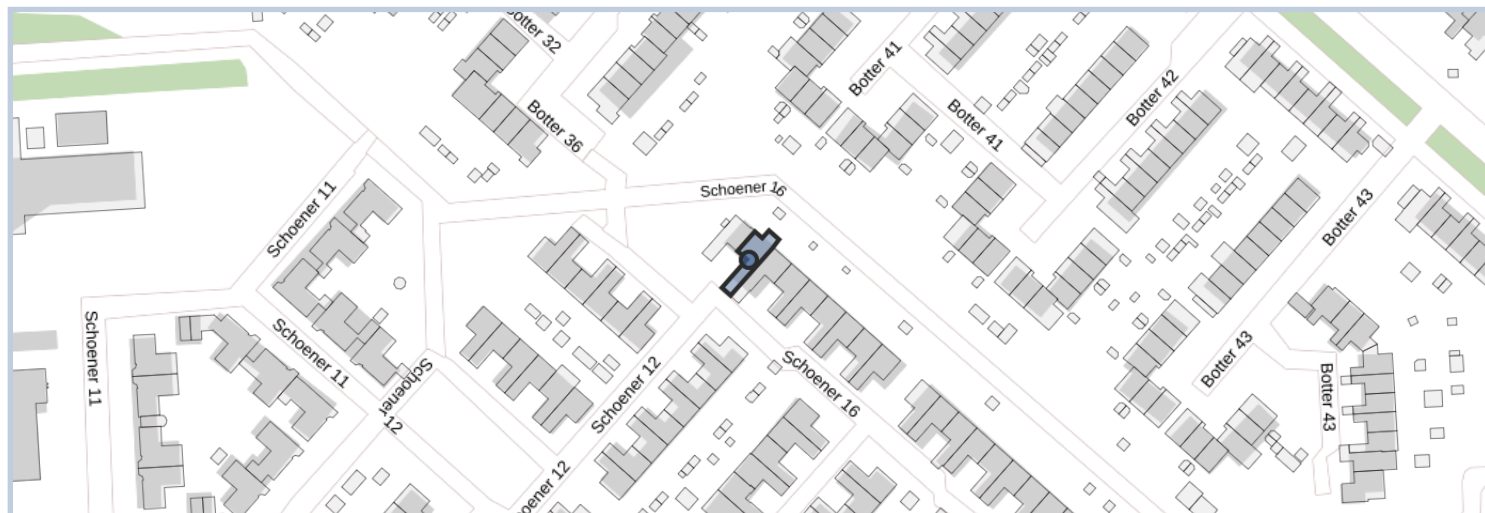 Botter 32
Botter 41
Botter 42
Botter 36
Botter 41
Schoener 16
Schoener 11
Botter 43
Schoener 11
Schoener 11
Schoener
12
Schoener 12
Schoener 16
Botter 43
Botter 43
Schoener 12